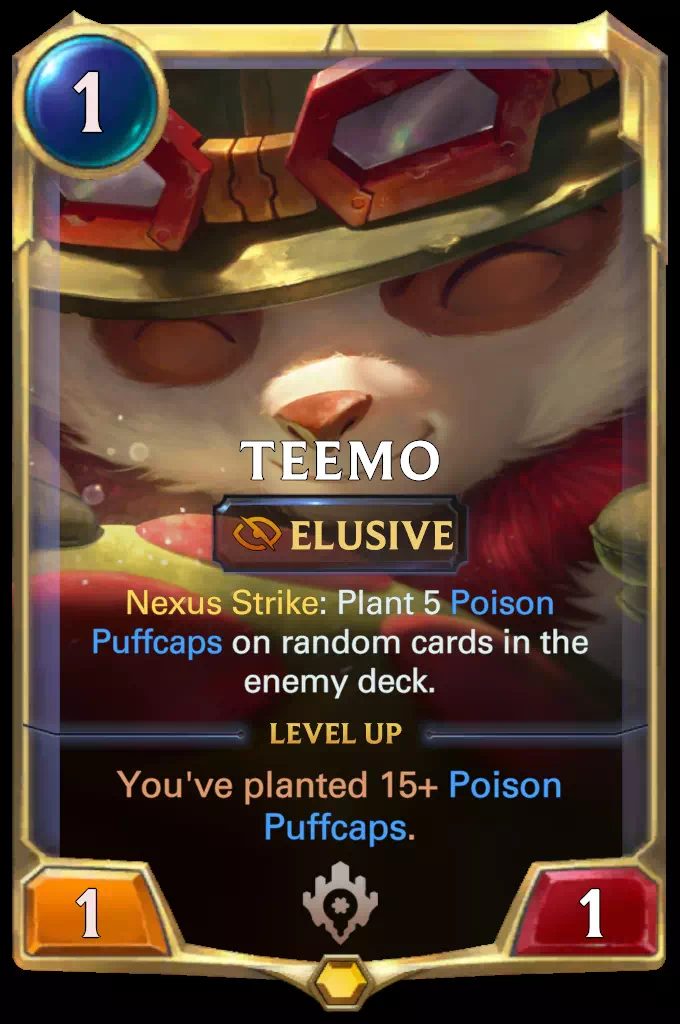 1
TEEMO
ELUSIVE
Nexus Strike: Plant 5 Poison
Puffcaps on random cards in the
enemy deck.
LEVEL UP
You've planted 15+ Poison
Puffcaps.
1
1